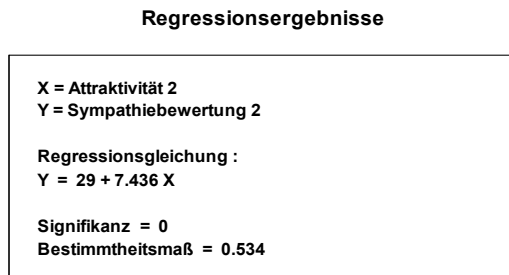 Regressionsergebnisse
X = Attraktivität 2
Y = Sympathiebewertung 2
Regressionsgleichung :
Y = 29 + 7.436 X
Signifikanz = 0
Bestimmtheitsmaß = 0.534